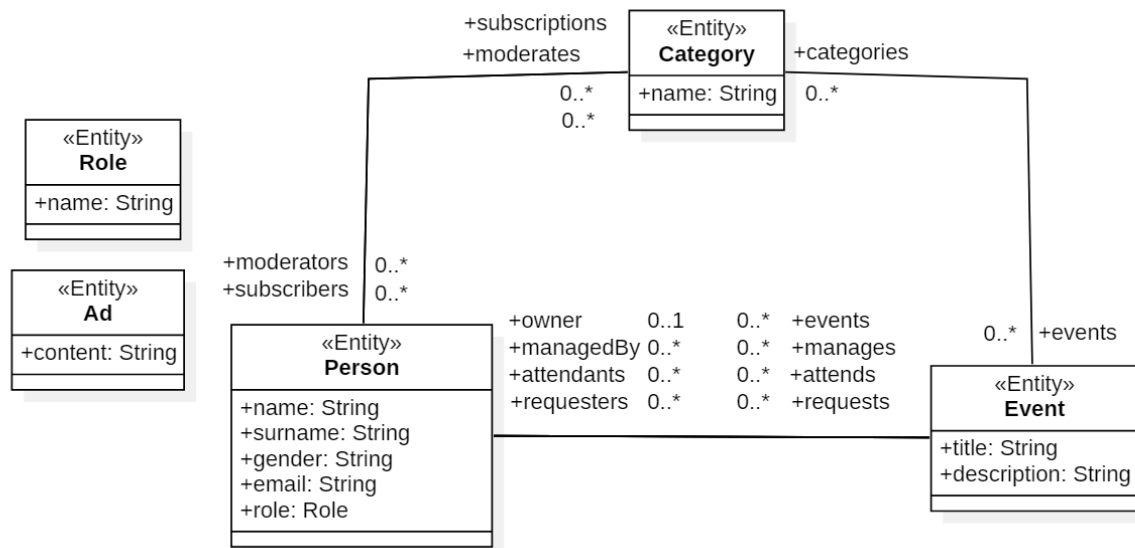 +subscriptions
+moderates
«Entity»
Category
+name: String
+categories
0..*
0..*
0..*
«Entity»
Role
+name: String
«Entity»
Ad
+content: String
+moderators 0..*
+subscribers 0..*
«Entity»
Person
+name: String
+surname: String
+gender: String
+email: String
+role: Role
+owner 0..1 0..* +events
+managedBy 0..* 0..* +manages
+attendants 0..* 0..* +attends
+requesters 0..* 0..* +requests
0..* +events
«Entity»
Event
+title: String
+description: String